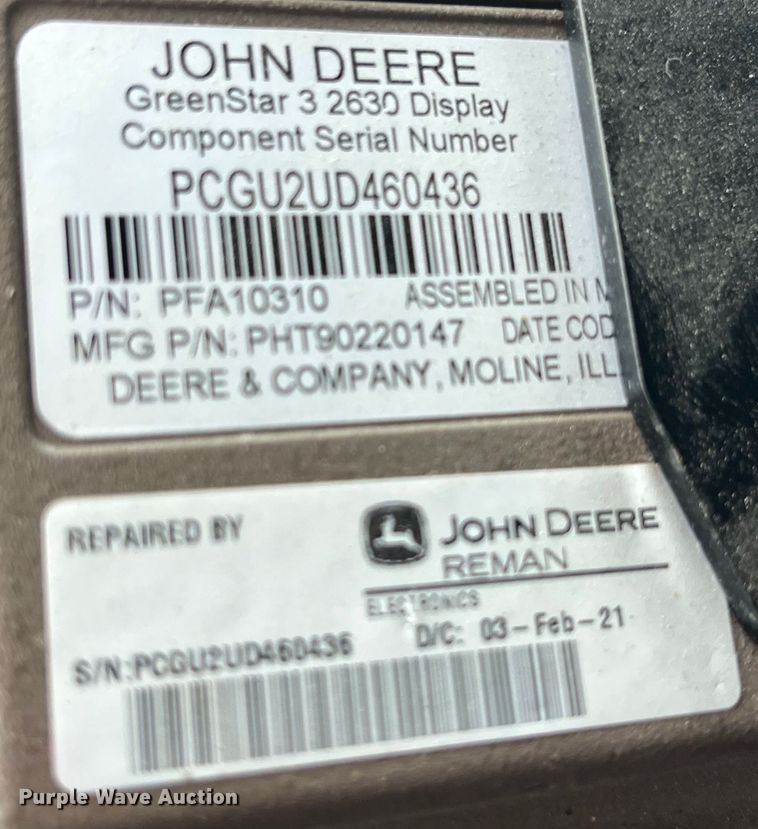 JOHN DEERE
GreenStar 3 2630 Display
Component Serial Number
PCGU2UD460436
P/N: PFA10310 ASSEMBLED IN M
MFG P/N: PHT90220147 DATE COD
DEERE & COMPANY, MOLINE, ILL
REPAIRED BY
JOHN DEERE
REMAN
ELECTRONICS
D/C: 03-Feb-21
S/N:PCGU2UD460436
Purple Wave Auction